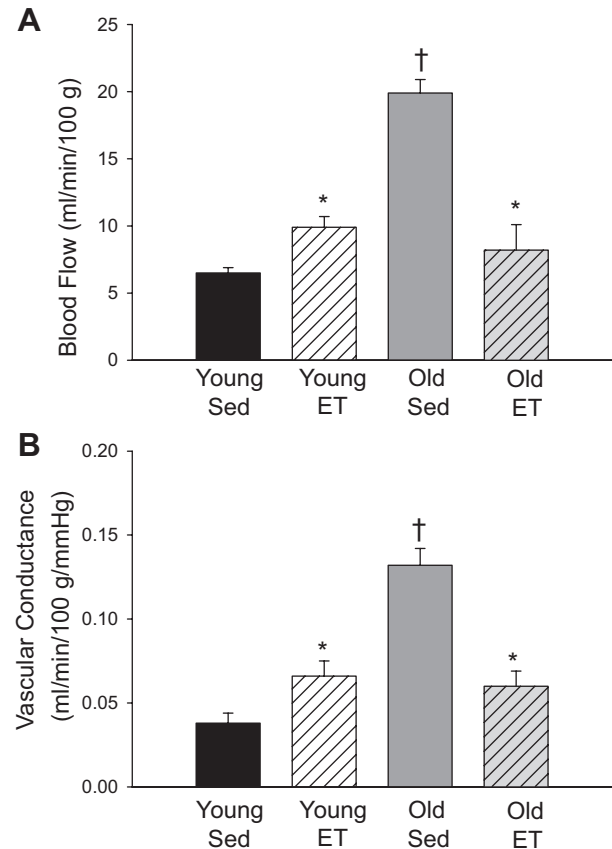 A
Blood Flow (ml/min/100 g)
25
20
15
10
5
0
*
†
*
Young Sed
Young ET
Old Sed
Old ET
B
Vascular Conductance
(ml/min/100 g/mmHg)
0.20
0.15
0.10
0.05
0.00
*
†
*
Young Sed
Young ET
Old Sed
Old ET